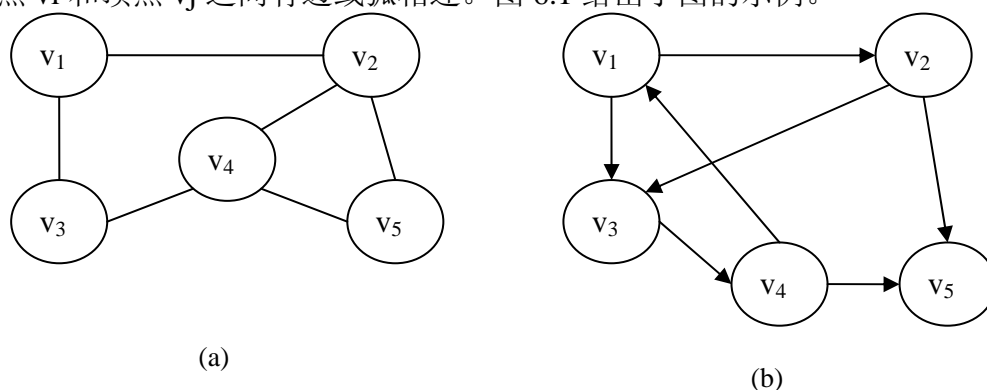 vi 和顶点 vj 之间有边或弧相连。图 6.1 给出了图的示例。
v1 v2 v1 v2
v4
v3 v5 v3
v4 v5
(a)
(b)